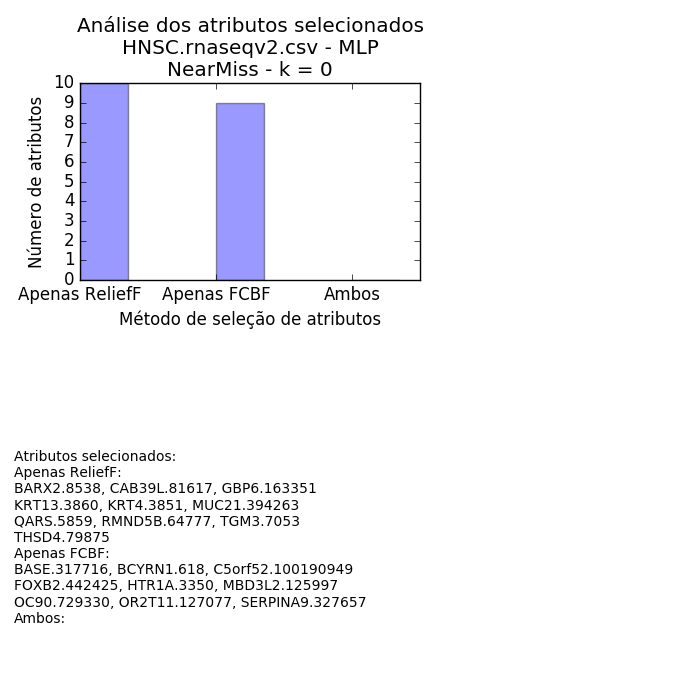 Análise dos atributos selecionados
HNSC.rnaseqv2.csv - MLP
NearMiss - k = 0
10
9
8
7
6
5
4
3
2
1
0
Número de atributos
Apenas ReliefF
Apenas FCBF
Ambos
Método de seleção de atributos
Atributos selecionados:
Apenas ReliefF:
BARX2.8538, CAB39L.81617, GBP6.163351
KRT13.3860, KRT4.3851, MUC21.394263
QARS.5859, RMND5B.64777, TGM3.7053
THSD4.79875
Apenas FCBF:
BASE.317716, BCYRN1.618, C5orf52.100190949
FOXB2.442425, HTR1A.3350, MBD3L2.125997
OC90.729330, OR2T11.127077, SERPINA9.327657
Ambos: